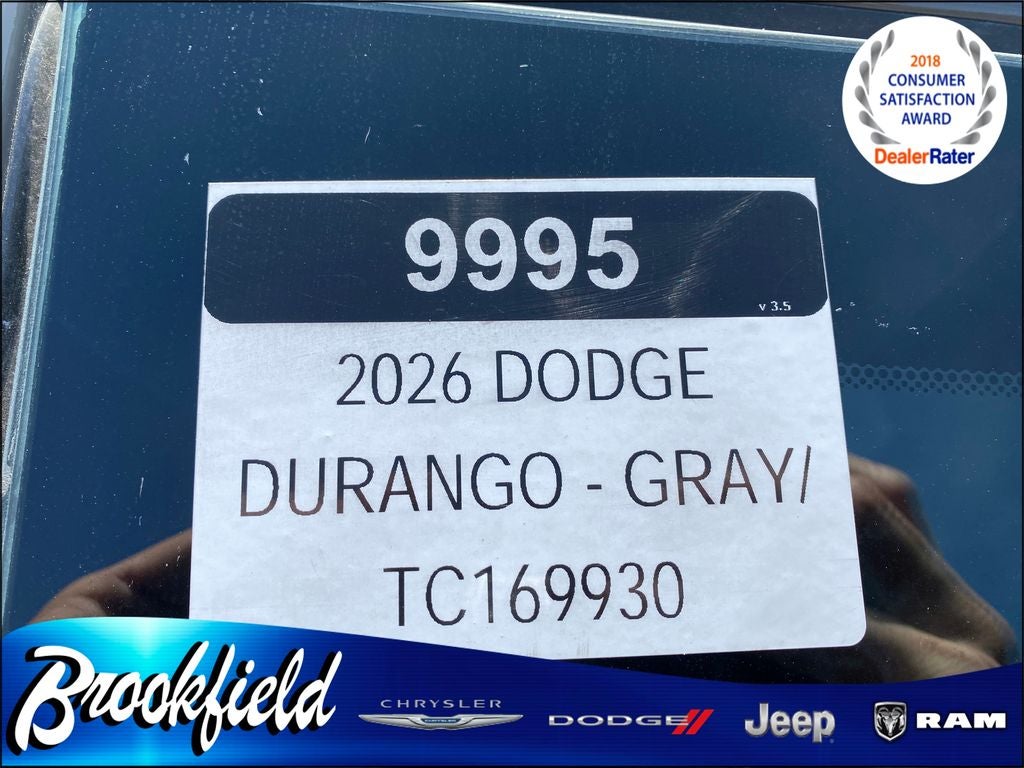 2018
CONSUMER
SATISFACTION
AWARD
DealerRater
9995
v 3.5
2026 DODGE
DURANGO - GRAY/
TC169930
Brookfield
CHRYSLER
DODGE
Jeep
RAM